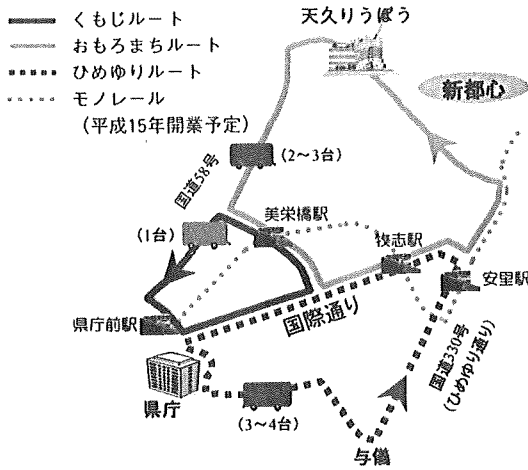 くもじルート
おもろまちルート
ひめゆりルート
モノレール
(平成15年開業予定)
天久りうぼう
新都心
国道58号
(2〜3台)
(1台)
美栄橋駅
牧志駅
安里駅
県庁前駅
国際通り
国道330号
(ひめゆり通り)
県庁
(3〜4台)
与儀